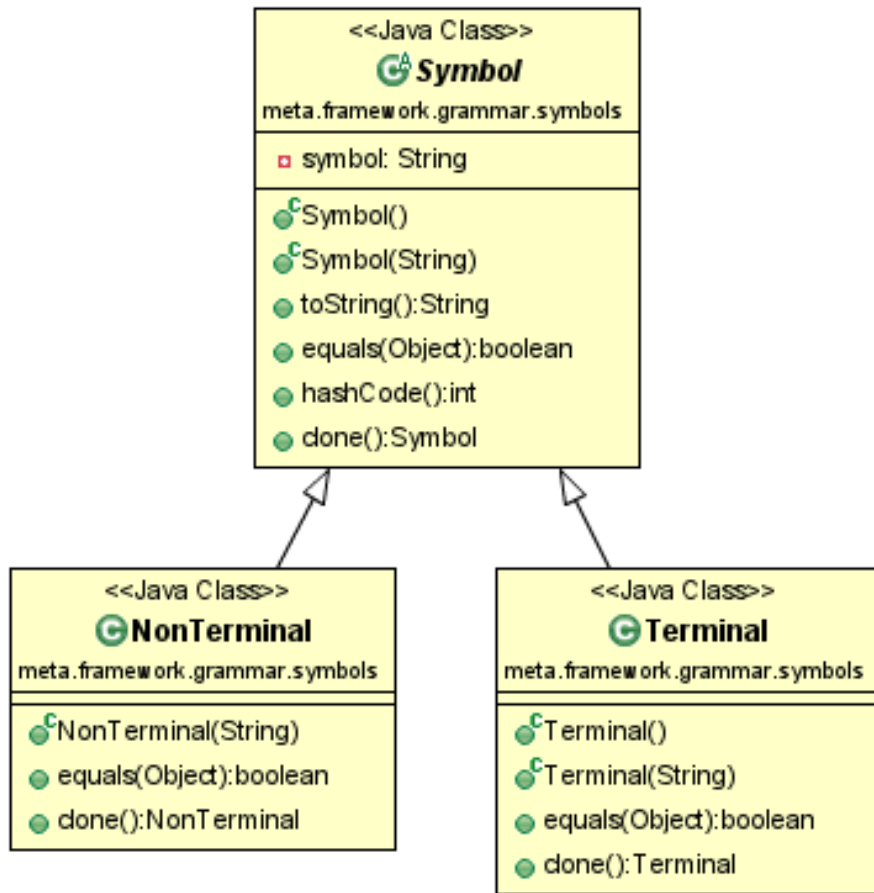 <<Java Class>>
Symbol
meta.framework.grammar.symbols
symbol: String
Symbol()
Symbol(String)
toString():String
equals(Object):boolean
hashCode():int
clone():Symbol
<<Java Class>>
NonTerminal
meta.framework.grammar.symbols
NonTerminal(String)
equals(Object):boolean
clone():NonTerminal
<<Java Class>>
Terminal
meta.framework.grammar.symbols
Terminal()
Terminal(String)
equals(Object):boolean
clone():Terminal